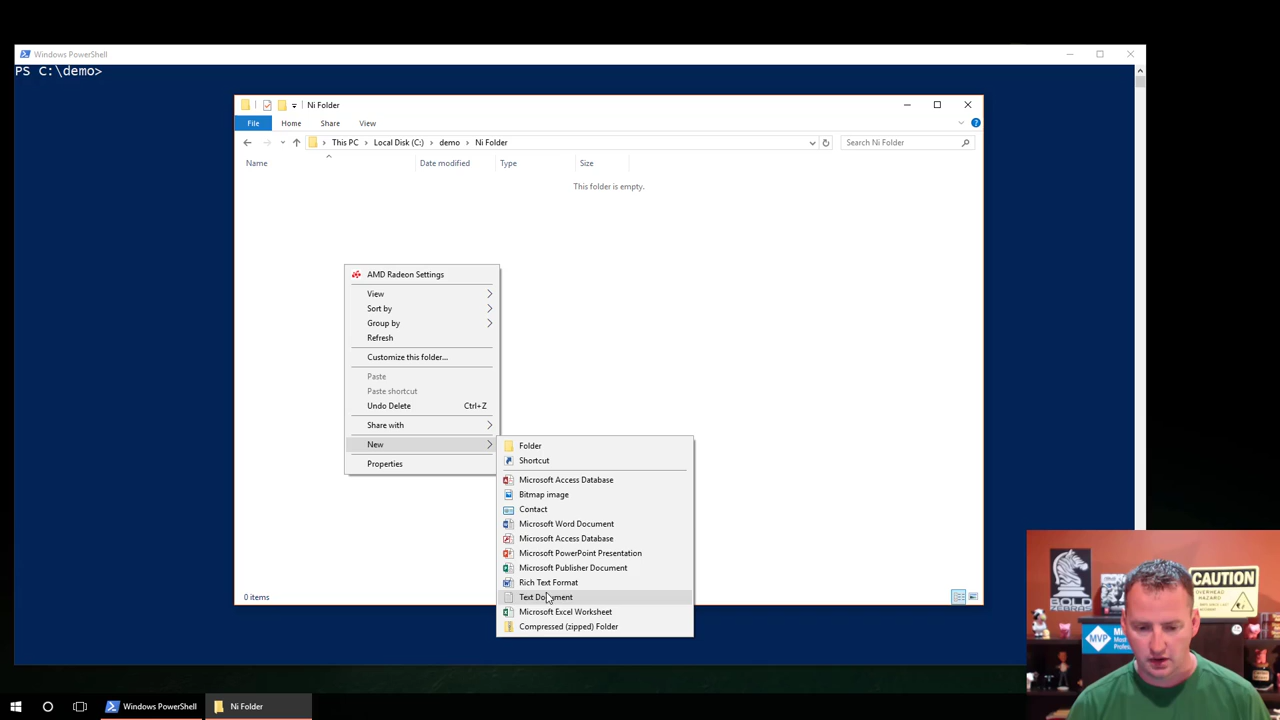 Windows PowerShell
PS C:\demo>
Ni Folder
File Home Share View
This PC Local Disk (C:) demo Ni Folder
Search Ni Folder
Name Date modified Type Size
This folder is empty.
AMD Radeon Settings
View
Sort by
Group by
Refresh
Customize this folder...
Paste
Paste shortcut
Undo Delete Ctrl+Z
Share with
New
Properties
Folder
Shortcut
Microsoft Access Database
Bitmap image
Contact
Microsoft Word Document
Microsoft Access Database
Microsoft PowerPoint Presentation
Microsoft Publisher Document
Rich Text Format
Text Document
Microsoft Excel Worksheet
Compressed (zipped) Folder
0 items
BOLD
ZEBRAS
CAUTION
MVP
Windows PowerShell
Ni Folder